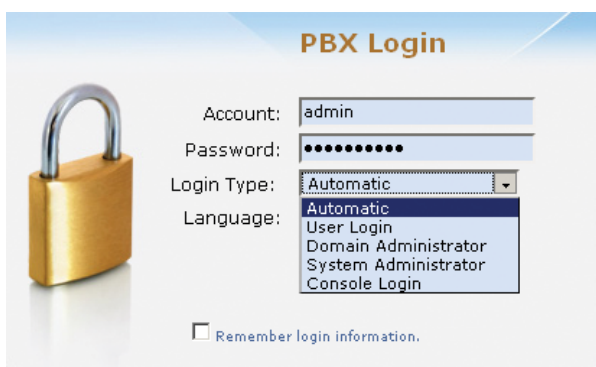 PBX Login
Account: admin
Password: ••••••••••
Login Type: Automatic
Language:
Automatic
User Login
Domain Administrator
System Administrator
Console Login
Remember login information.